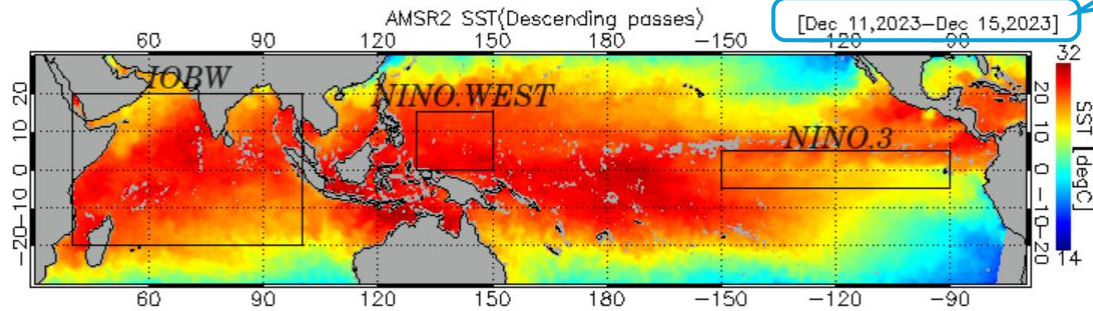 AMSR2 SST(Descending passes)
[Dec 11,2023-Dec 15,2023]
60 90 120 150 180 -150 -120 -90
32
IOBW
NINO.WEST
NINO.3
20
10
0
-10
-20
20
10
0
-10
-20
SST [degC]
14
60 90 120 150 180 -150 -120 -90